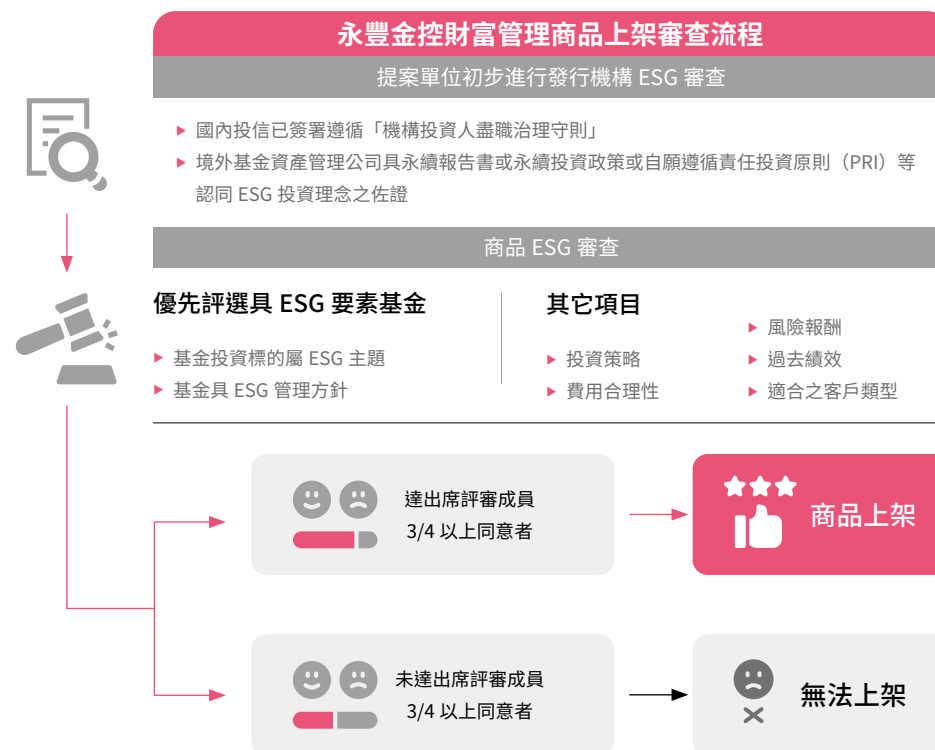 永豐金控財富管理商品上架審查流程
提案單位初步進行發行機構 ESG 審查
國內投信已簽署遵循「機構投資人盡職治理守則」
境外基金資產管理公司具永續報告書或永續投資政策或自願遵循責任投資原則（PRI）等
認同 ESG 投資理念之佐證
商品 ESG 審查
優先評選具 ESG 要素基金
基金投資標的屬 ESG 主題
基金具 ESG 管理方針
其它項目
投資策略
費用合理性
風險報酬
過去績效
適合之客戶類型
達出席評審成員
3/4 以上同意者
商品上架
未達出席評審成員
3/4 以上同意者
無法上架